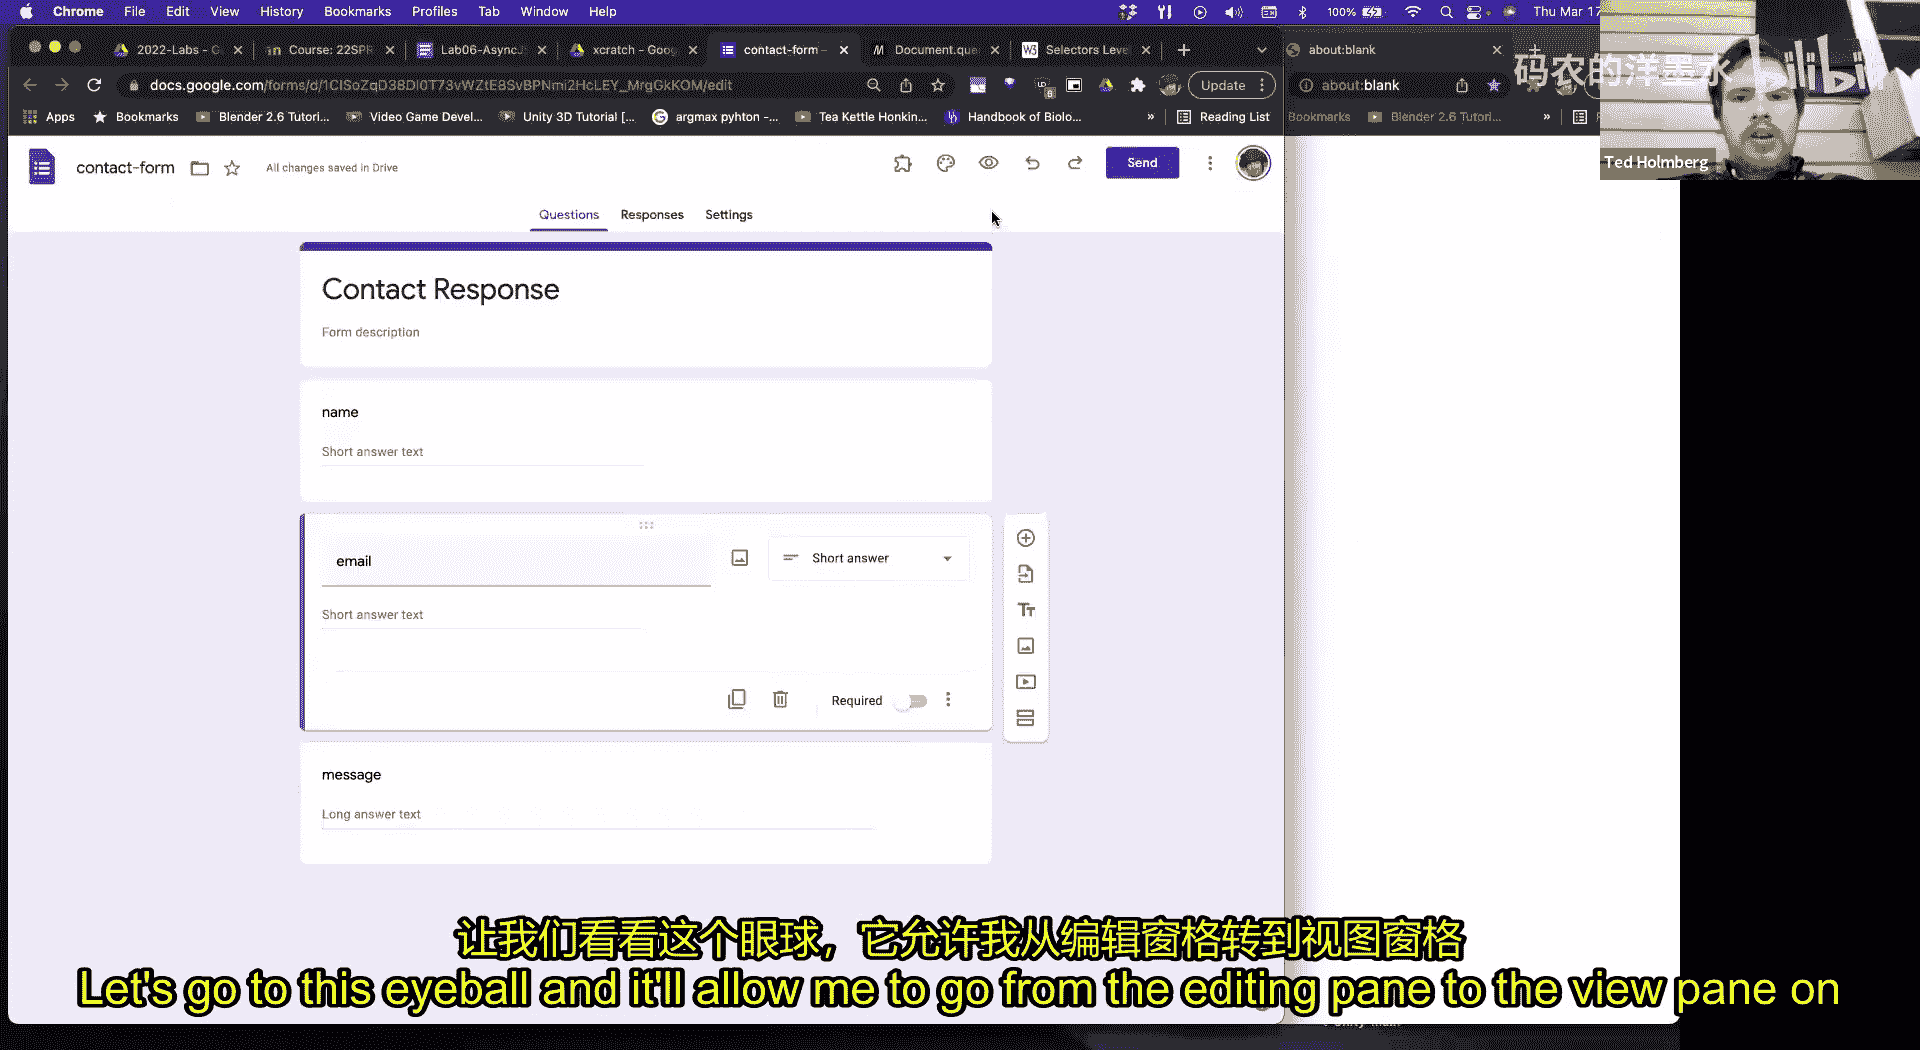 Chrome File Edit View History Bookmarks Profiles Tab Window Help 100% Thu Mar 17
2022-Labs - G Course: 22SPR Lab06-AsyncJ xcratch - Goog contact-form - Document.que Selectors Leve about:blank
docs.google.com/forms/d/ Update about:blank
Apps Bookmarks Blender 2.6 Tutori... Video Game Devel... Unity 3D Tutorial [... argmax pyhton -... Tea Kettle Honkin... Handbook of Biolo... » Reading List Bookmarks Blender 2.6 Tutori... »
码农的洋墨水 bilibili
Ted Holmberg
contact-form All changes saved in Drive Send
Questions Responses Settings
Contact Response
Form description
name
Short answer text
email Short answer
Short answer text
Required
message
Long answer text
让我们看看这个眼球，它允许我从编辑窗格转到视图窗格
Let's go to this eyeball and it'll allow me to go from the editing pane to the view pane on